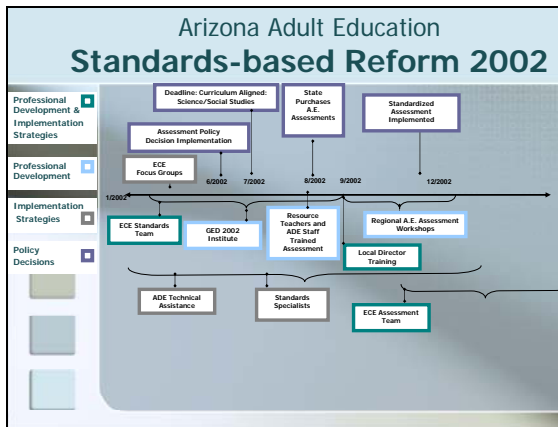 Arizona Adult Education
Standards-based Reform 2002
Professional
Development &
Implementation
Strategies
Professional
Development
Implementation
Strategies
Policy
Decisions
Deadline: Curriculum Aligned:
Science/Social Studies
State
Purchases
A.E.
Assessments
Standardized
Assessment
Implemented
Assessment Policy
Decision Implementation
ECE
Focus Groups
1/2002
6/2002
7/2002
8/2002
9/2002
12/2002
ECE Standards
Team
GED 2002
Institute
Resource
Teachers and
ADE Staff
Trained
Assessment
Regional A.E. Assessment
Workshops
Local Director
Training
ADE Technical
Assistance
Standards
Specialists
ECE Assessment
Team